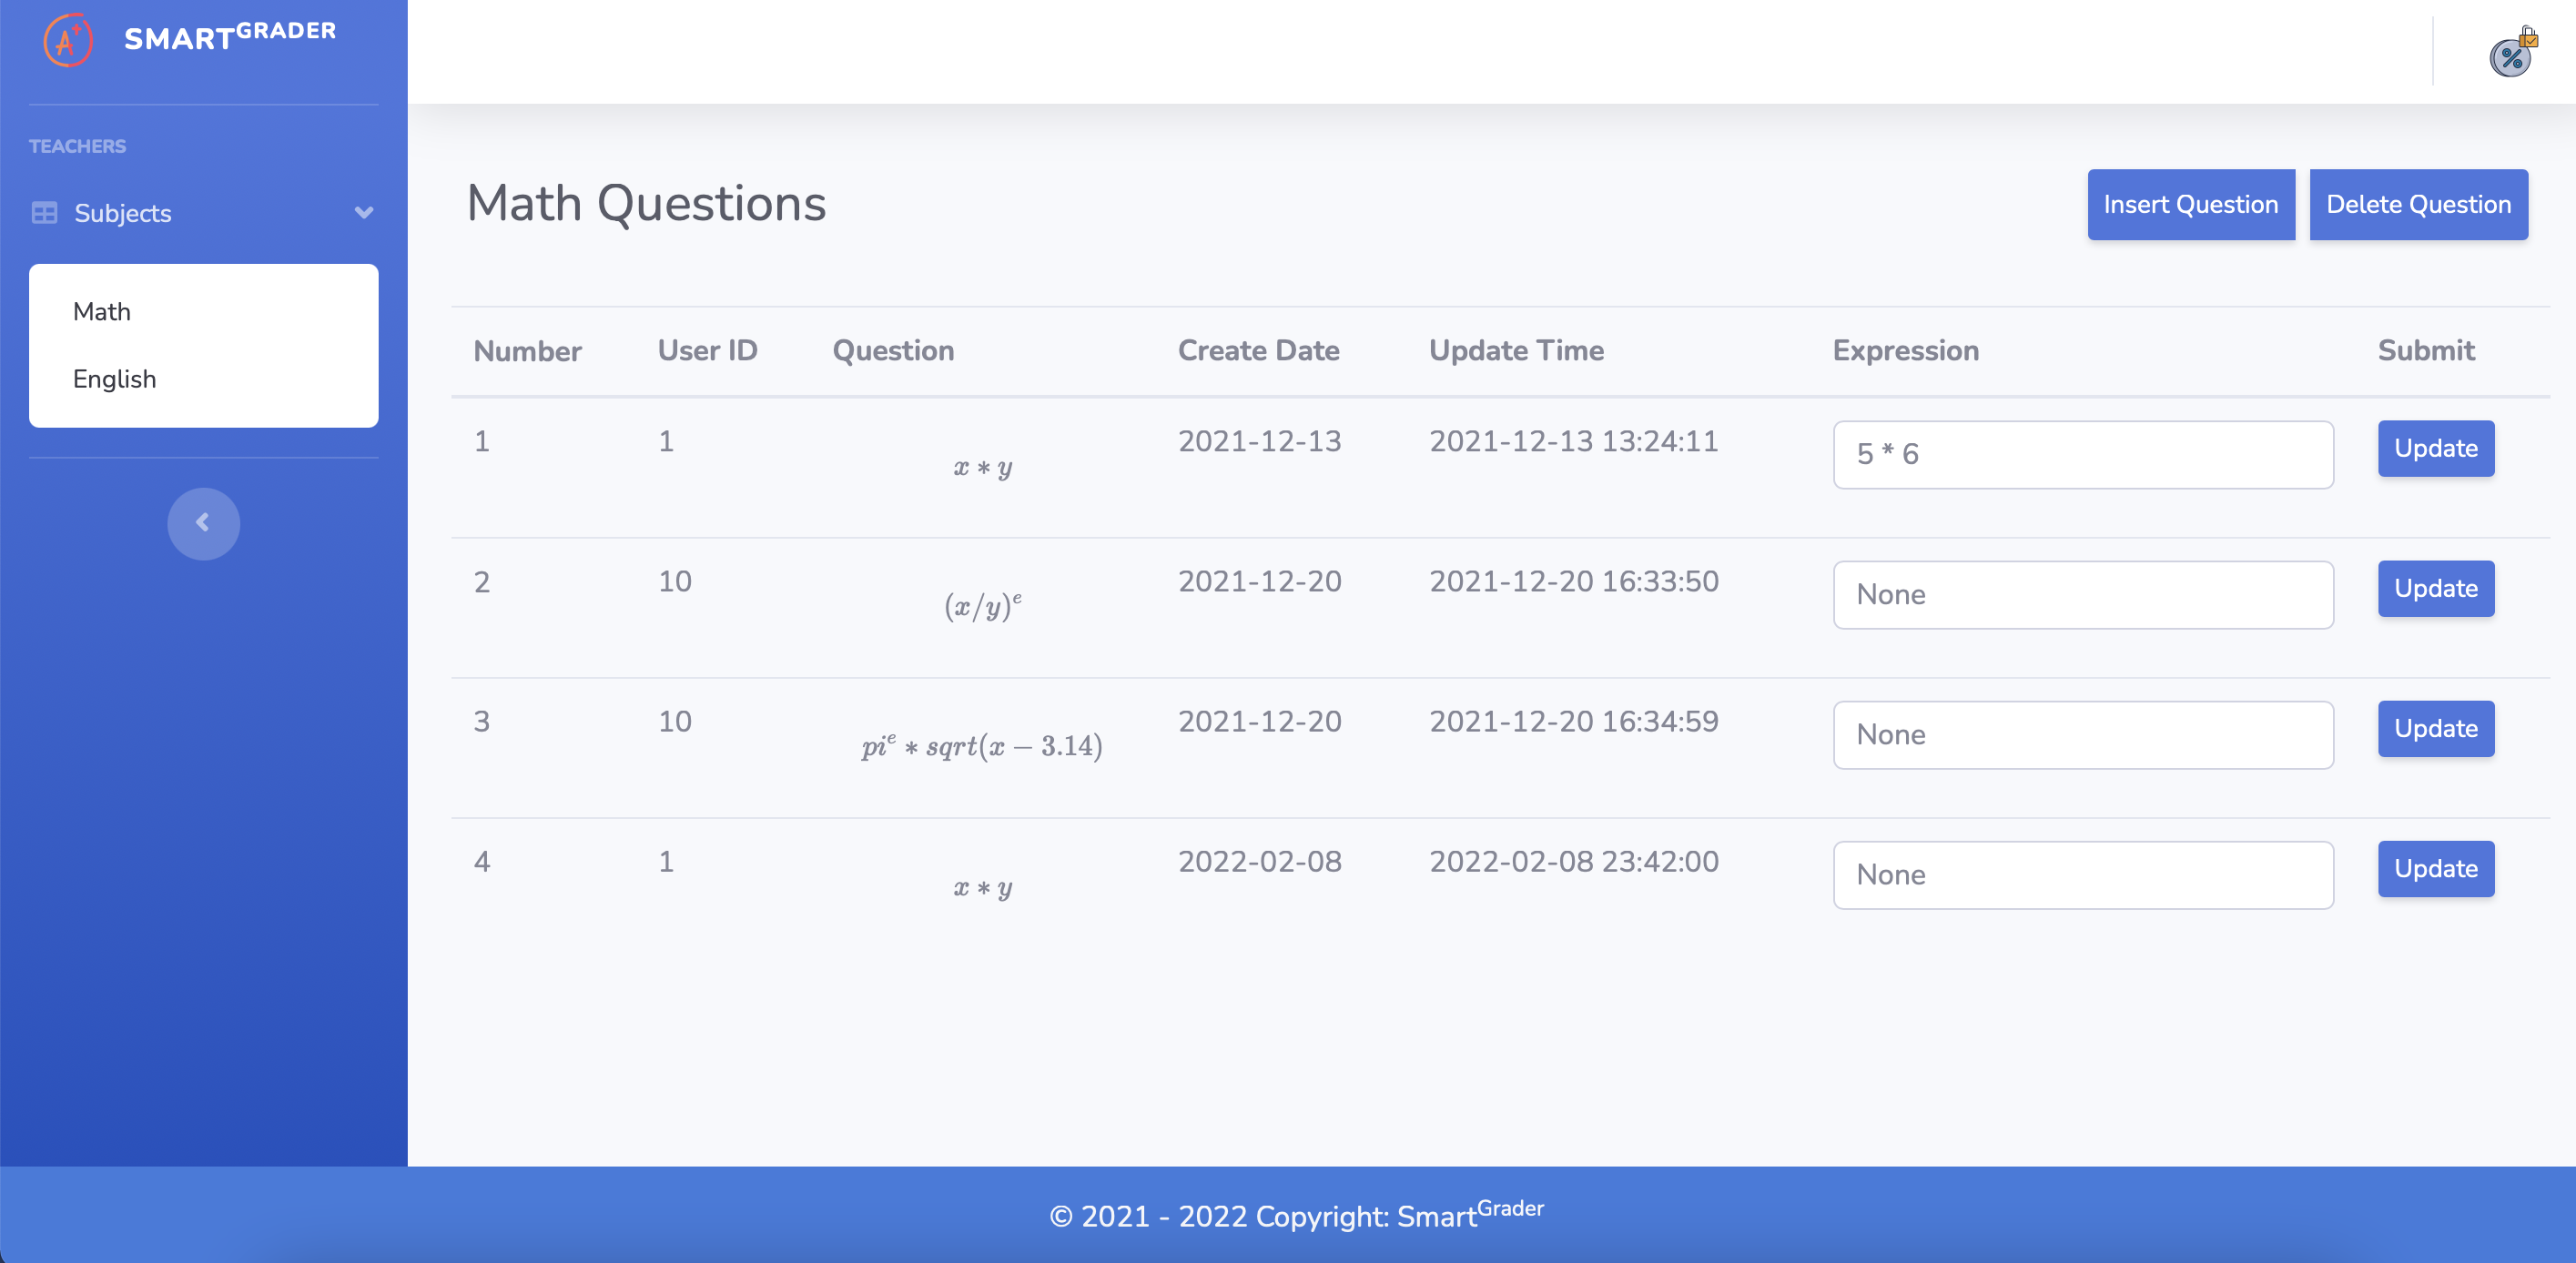 SMARTGRADER
TEACHERS
Subjects
Math
English
Math Questions
Insert Question
Delete Question
Number User ID Question Create Date Update Time Expression Submit
1 1 x * y 2021-12-13 2021-12-13 13:24:11 5 * 6 Update
2 10 (x/y)^e 2021-12-20 2021-12-20 16:33:50 None Update
3 10 pi^e * sqrt(x − 3.14) 2021-12-20 2021-12-20 16:34:59 None Update
4 1 x * y 2022-02-08 2022-02-08 23:42:00 None Update
© 2021 - 2022 Copyright: SmartGrader